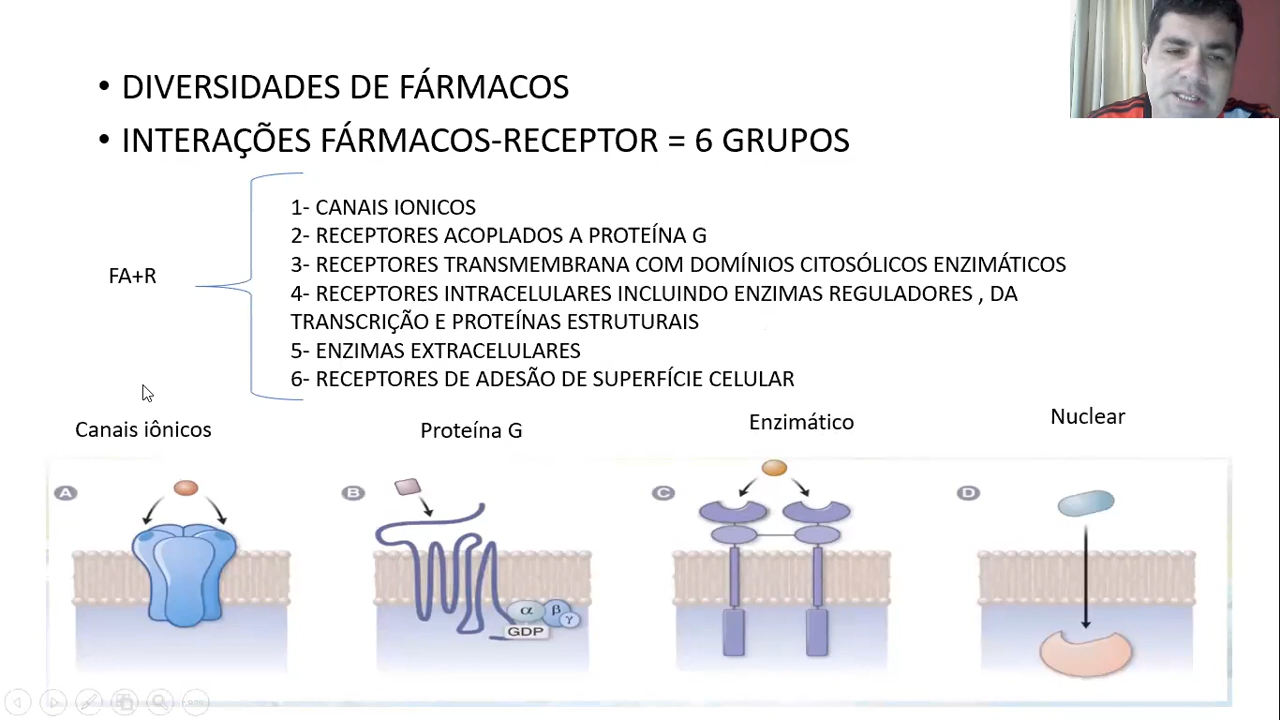 • DIVERSIDADES DE FÁRMACOS
• INTERAÇÕES FÁRMACOS-RECEPTOR = 6 GRUPOS
FA+R
1- CANAIS IONICOS
2- RECEPTORES ACOPLADOS A PROTEÍNA G
3- RECEPTORES TRANSMEMBRANA COM DOMÍNIOS CITOSÓLICOS ENZIMÁTICOS
4- RECEPTORES INTRACELULARES INCLUINDO ENZIMAS REGULADORES , DA
TRANSCRIÇÃO E PROTEÍNAS ESTRUTURAIS
5- ENZIMAS EXTRACELULARES
6- RECEPTORES DE ADESÃO DE SUPERFÍCIE CELULAR
Canais iônicos
Proteína G
Enzimático
Nuclear
A
B
C
D
α β γ
GDP